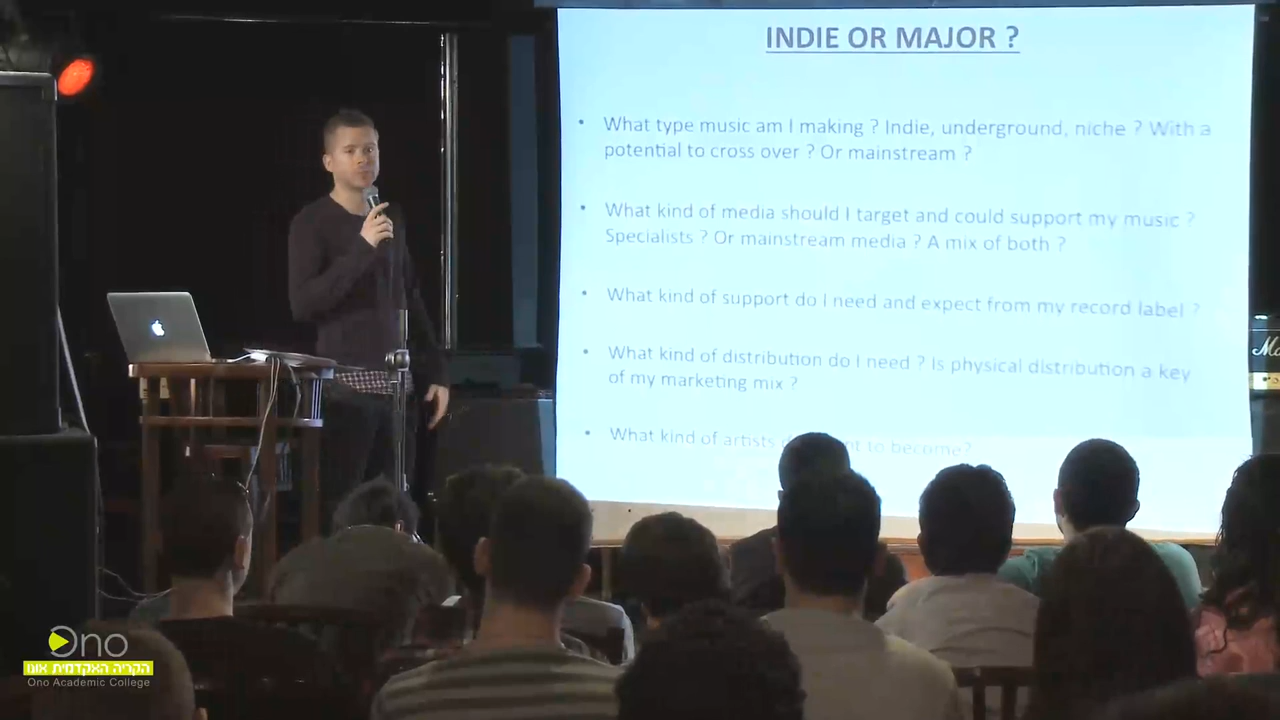 INDIE OR MAJOR ?
• What type music am I making ? Indie, underground, niche ? With a
potential to cross over ? Or mainstream ?
• What kind of media should I target and could support my music ?
Specialists ? Or mainstream media ? A mix of both ?
• What kind of support do I need and expect from my record label ?
• What kind of distribution do I need ? Is physical distribution a key
of my marketing mix ?
• What kind of artists to become?
Ono
הקריה האקדמית אונו
Ono Academic College